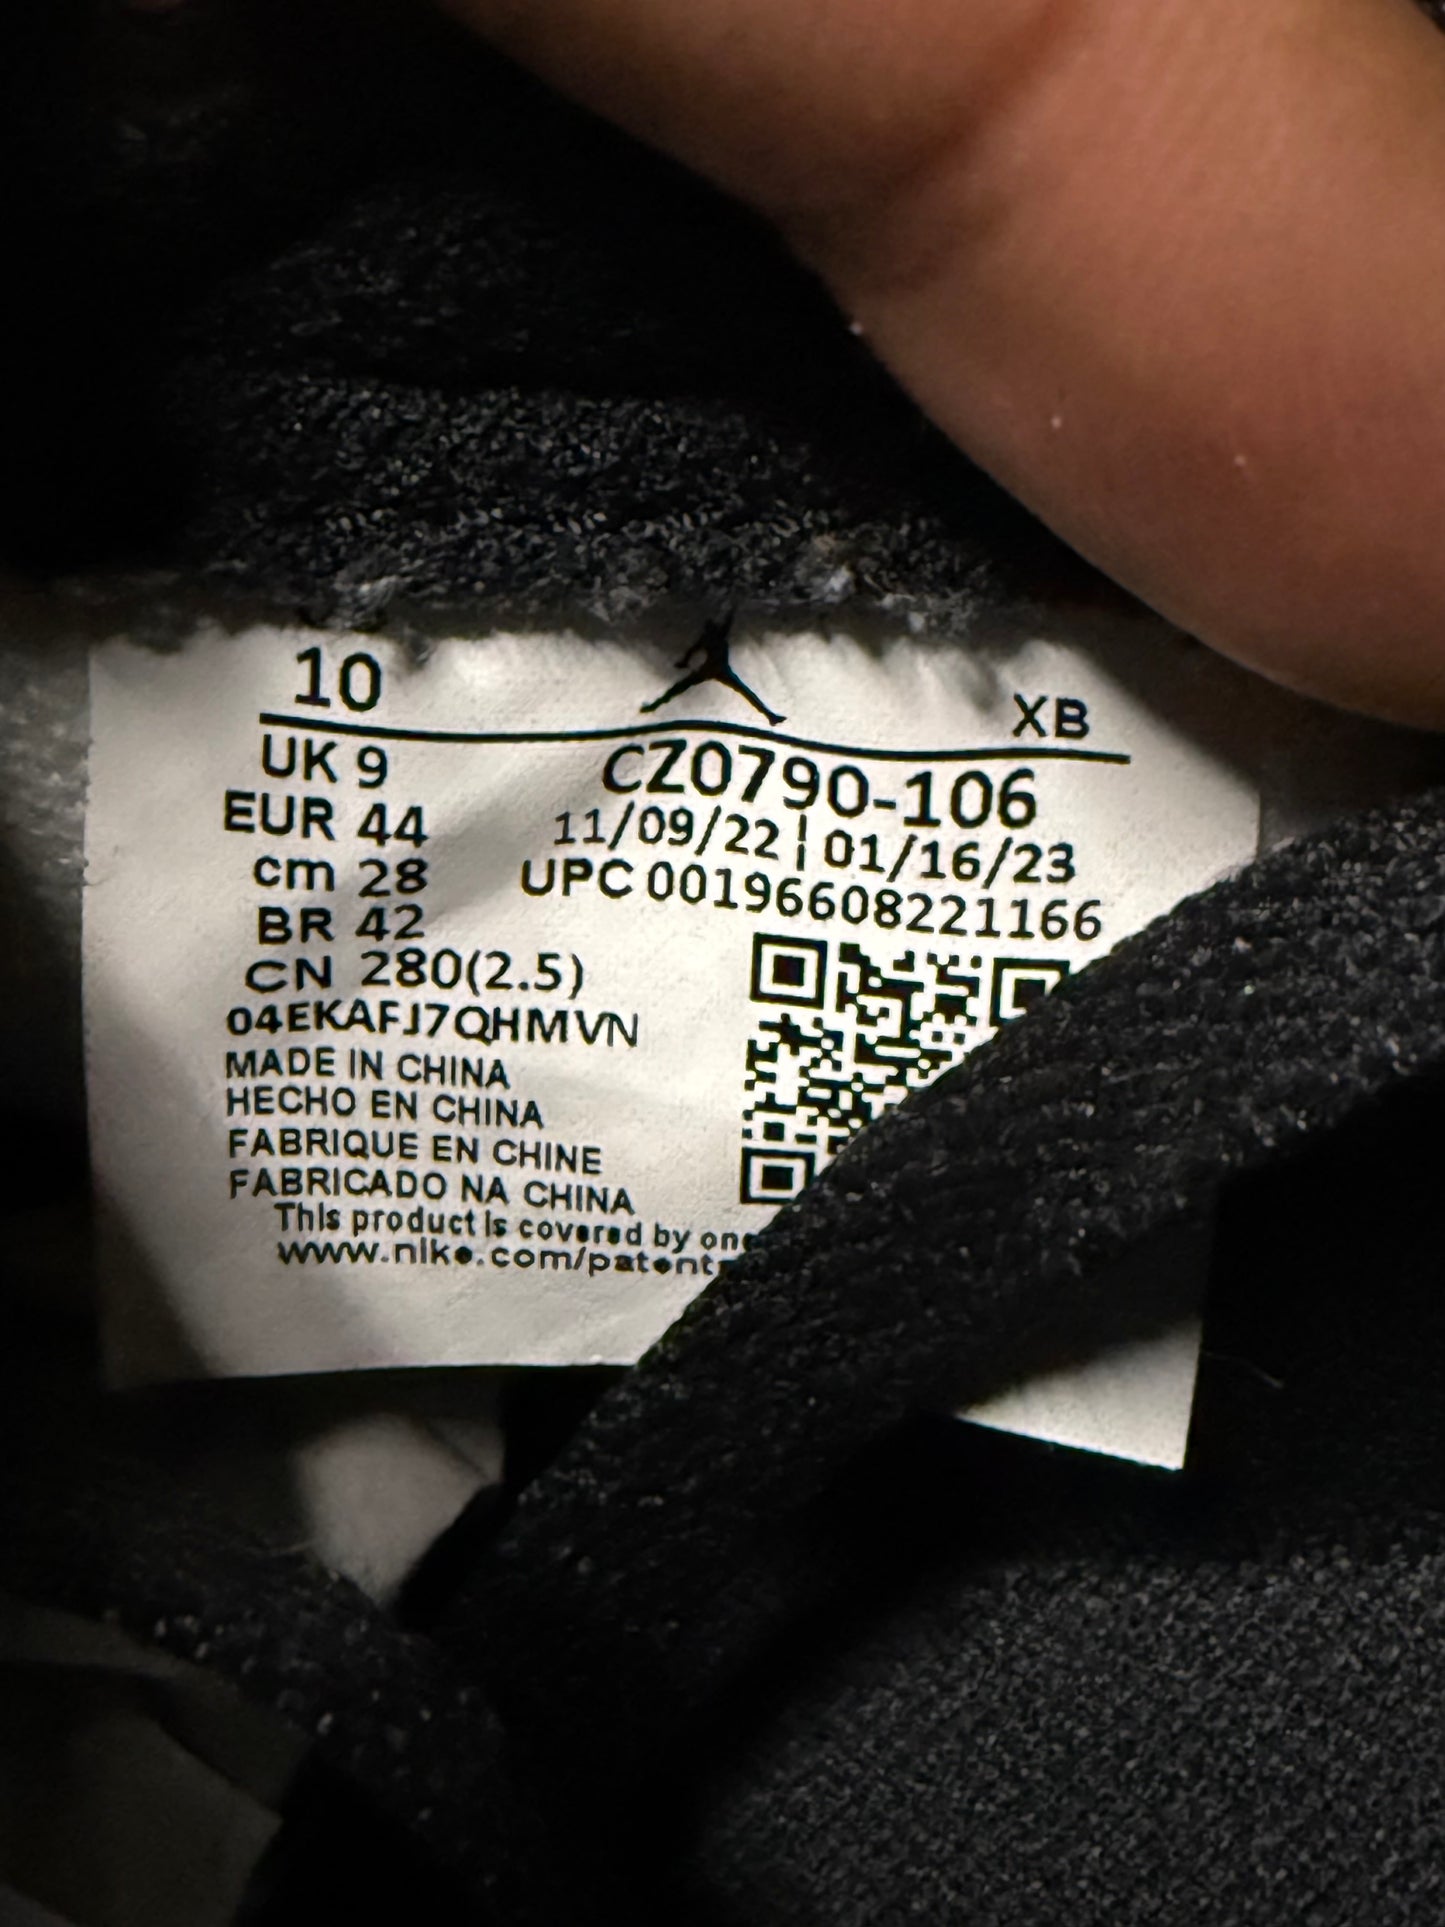 10
XB
UK 9
EUR 44
cm 28
BR 42
CN 280(2.5)
CZ0790-106
11/09/22 | 01/16/23
UPC 00196608221166
04EKAFJ7QHMVN
MADE IN CHINA
HECHO EN CHINA
FABRIQUE EN CHINE
FABRICADO NA CHINA
This product is covered by one
www.nike.com/patents